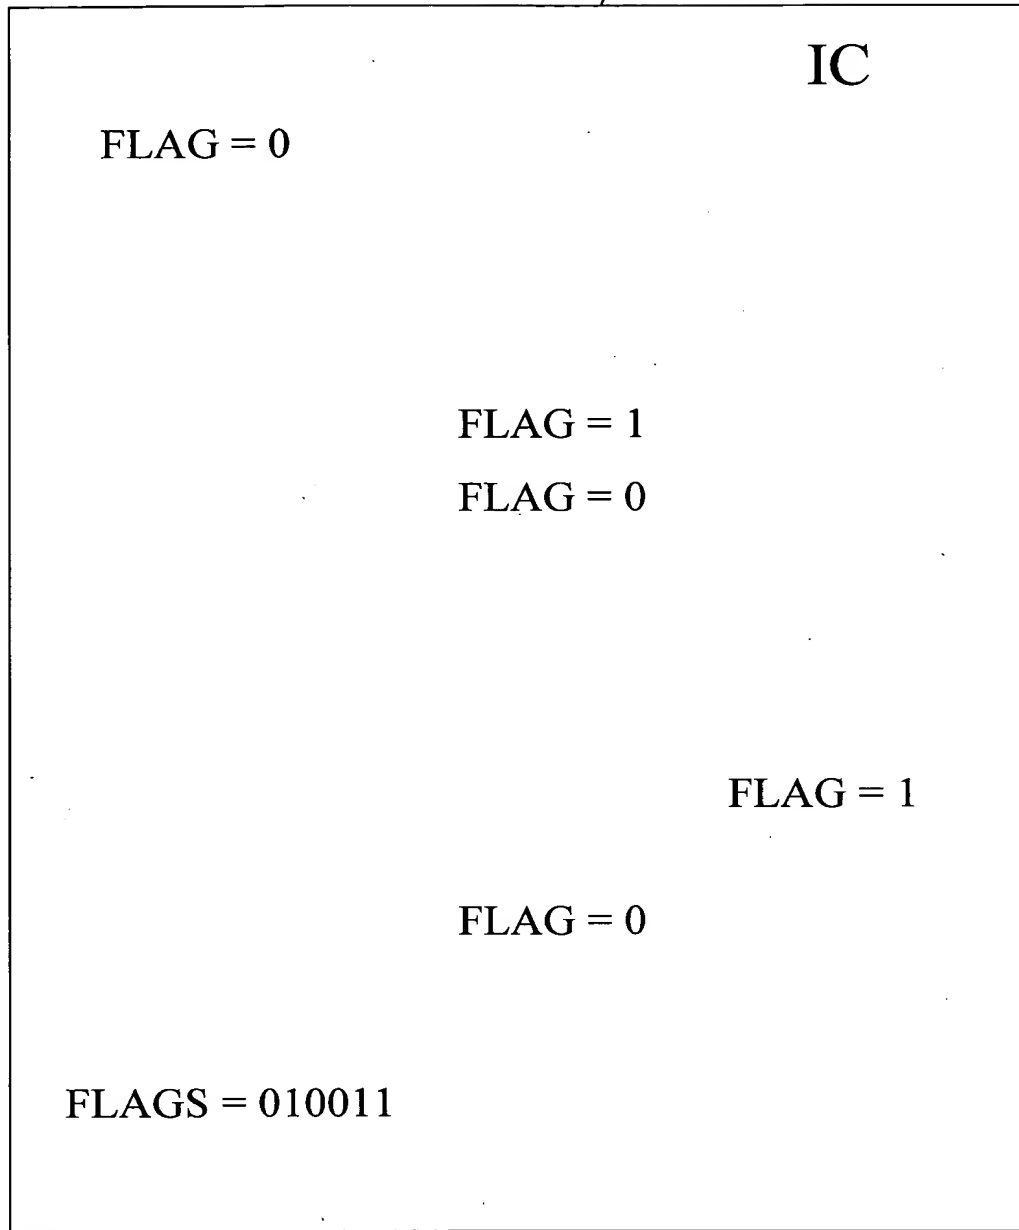 IC
FLAG = 0
FLAG = 1
FLAG = 0
FLAG = 1
FLAG = 0
FLAGS = 010011